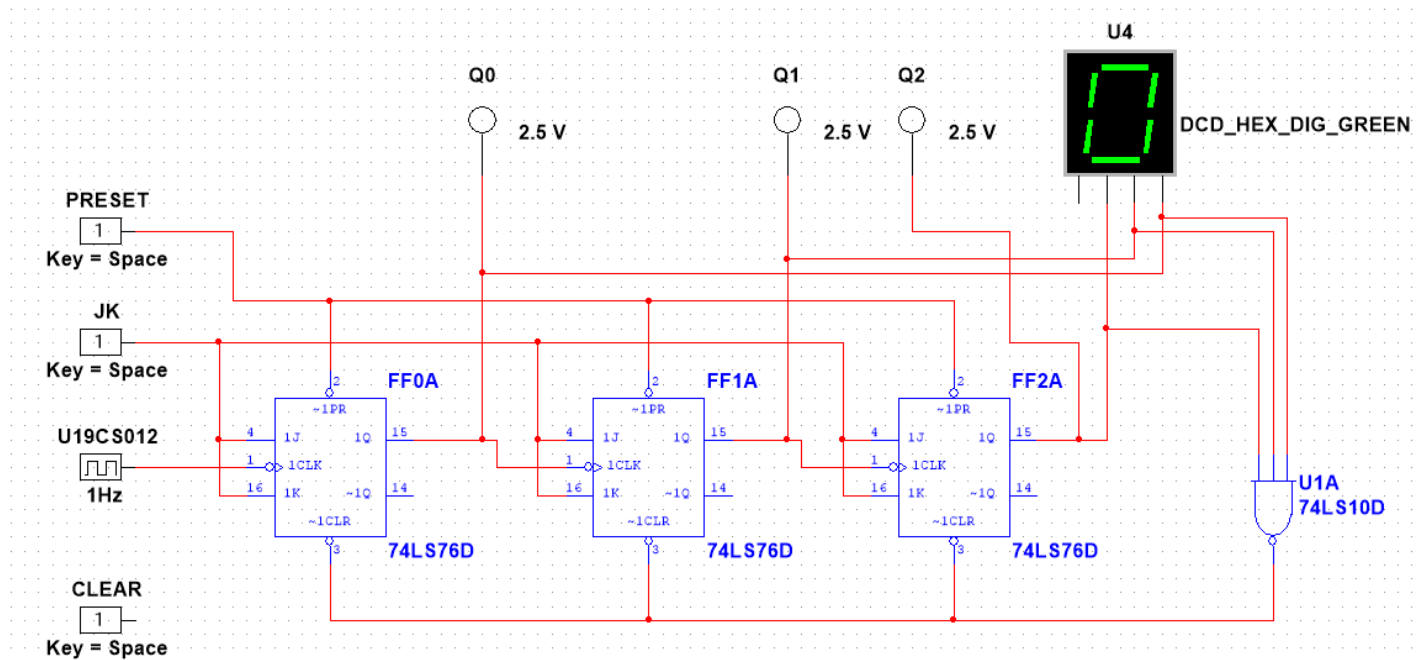 U4
Q0
Q1
Q2
2.5 V
2.5 V
2.5 V
DCD_HEX_DIG_GREEN
PRESET
1
Key = Space
JK
1
Key = Space
2
FF0A
2
FF1A
2
FF2A
~1PR
~1PR
~1PR
4
1J
1Q
15
4
1J
1Q
15
4
1J
1Q
15
U19CS012
1
1CLK
1
1CLK
1
1CLK
1Hz
16
1K
~1Q
14
16
1K
~1Q
14
16
1K
~1Q
14
U1A
74LS10D
~1CLR
~1CLR
~1CLR
3
74LS76D
3
74LS76D
3
74LS76D
CLEAR
1
Key = Space
0